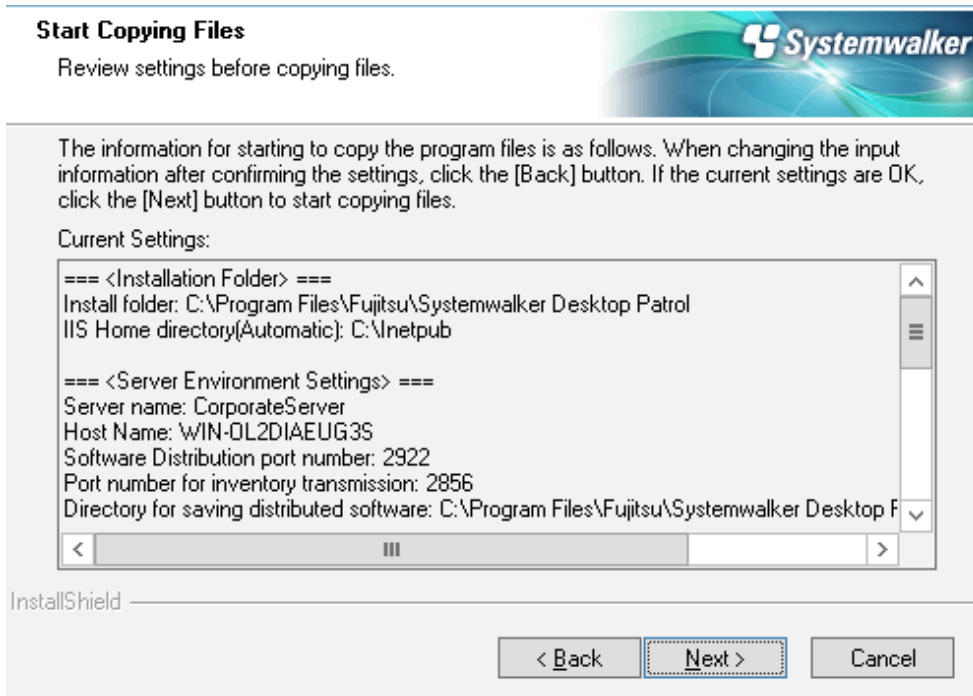 Start Copying Files
Review settings before copying files.
Systemwalker
The information for starting to copy the program files is as follows. When changing the input
information after confirming the settings, click the [Back] button. If the current settings are OK,
click the [Next] button to start copying files.
Current Settings:
=== <Installation Folder> ===
Install folder: C:\Program Files\Fujitsu\Systemwalker Desktop Patrol
IIS Home directory(Automatic): C:\Inetpub
=== <Server Environment Settings> ===
Server name: CorporateServer
Host Name: WIN-OL2DIAEUG3S
Software Distribution port number: 2922
Port number for inventory transmission: 2856
Directory for saving distributed software: C:\Program Files\Fujitsu\Systemwalker Desktop
InstallShield
< Back
Next >
Cancel